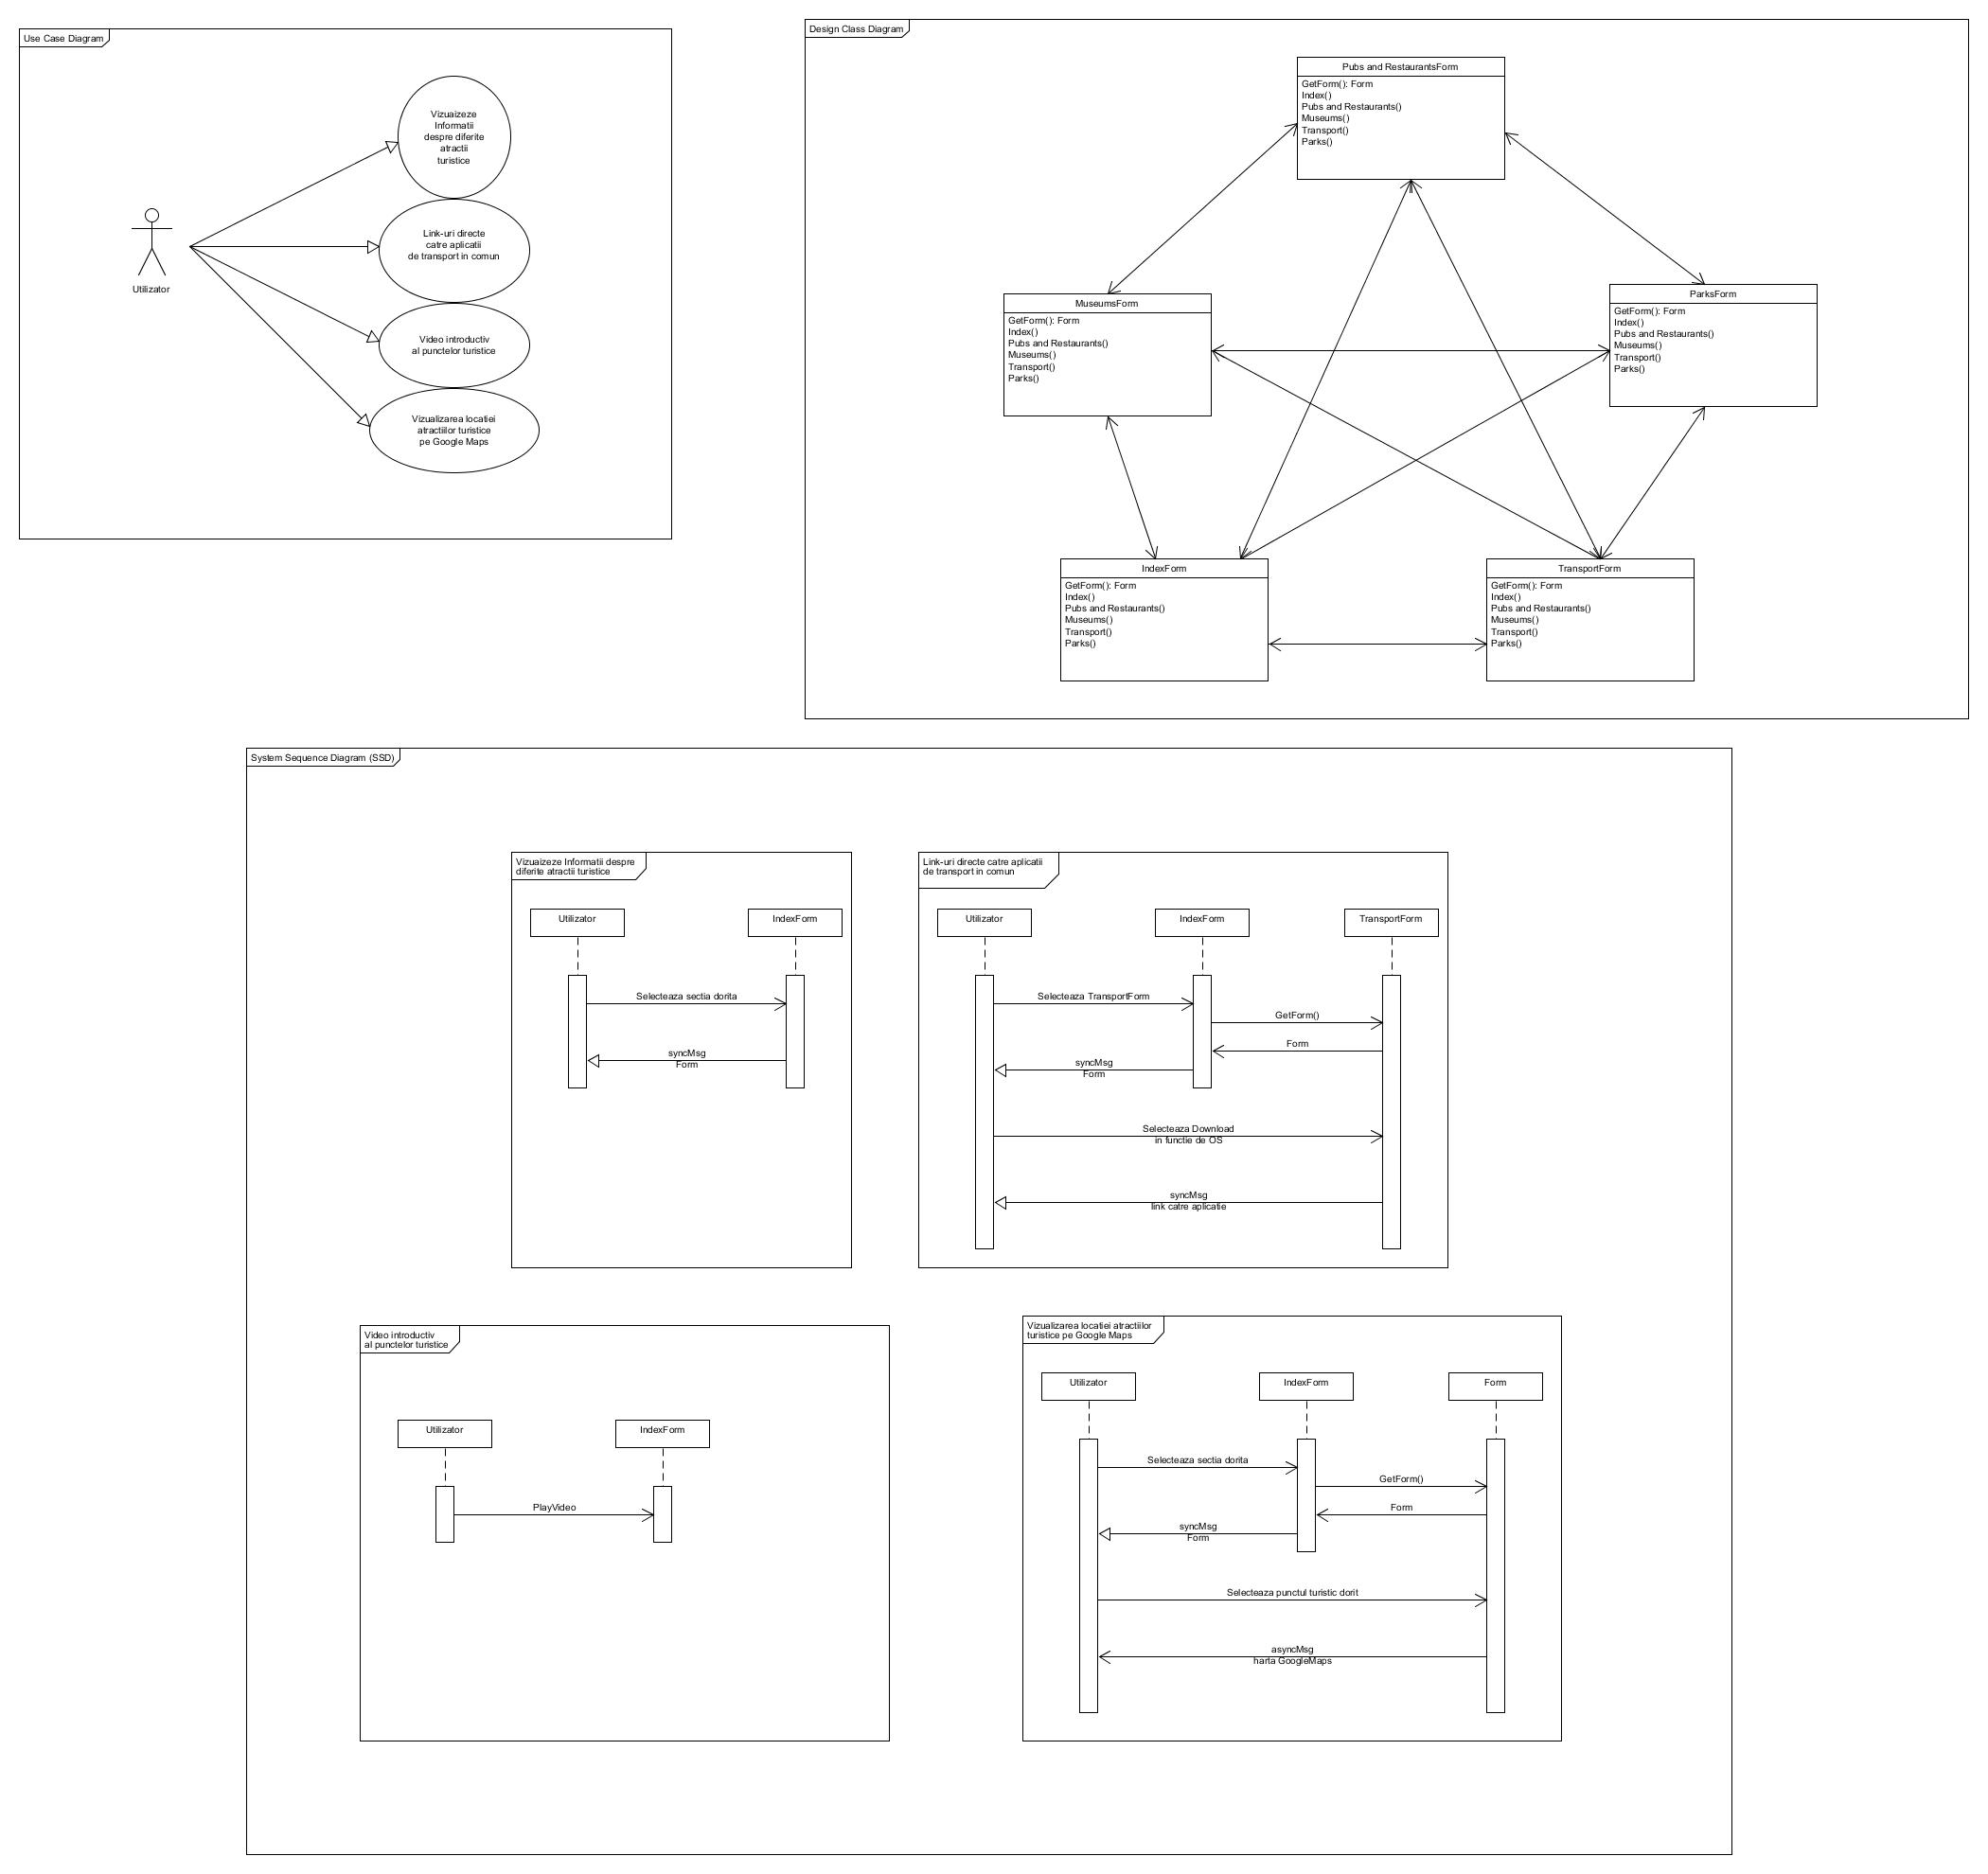 Use Case Diagram
Vizuaizeze
Informatii
despre diferite
atractii
turistice
Link-uri directe
catre aplicatii
de transport in comun
Utilizator
Video introductiv
al punctelor turistice
Vizualizarea locatiei
atractiilor turistice
pe Google Maps
Design Class Diagram
Pubs and RestaurantsForm
GetForm(): Form
Index()
Pubs and Restaurants()
Museums()
Transport()
Parks()
MuseumsForm
GetForm(): Form
Index()
Pubs and Restaurants()
Museums()
Transport()
Parks()
ParksForm
GetForm(): Form
Index()
Pubs and Restaurants()
Museums()
Transport()
Parks()
IndexForm
GetForm(): Form
Index()
Pubs and Restaurants()
Museums()
Transport()
Parks()
TransportForm
GetForm(): Form
Index()
Pubs and Restaurants()
Museums()
Transport()
Parks()
System Sequence Diagram (SSD)
Vizuaizeze Informatii despre
diferite atractii turistice
Utilizator
IndexForm
Selecteaza sectia dorita
syncMsg
Form
Link-uri directe catre aplicatii
de transport in comun
Utilizator
IndexForm
TransportForm
Selecteaza TransportForm
GetForm()
Form
syncMsg
Form
Selecteaza Download
in functie de OS
syncMsg
link catre aplicatie
Video introductiv
al punctelor turistice
Utilizator
IndexForm
PlayVideo
Vizualizarea locatiei atractiilor
turistice pe Google Maps
Utilizator
IndexForm
Form
Selecteaza sectia dorita
GetForm()
Form
syncMsg
Form
Selecteaza punctul turistic dorit
asyncMsg
harta GoogleMaps